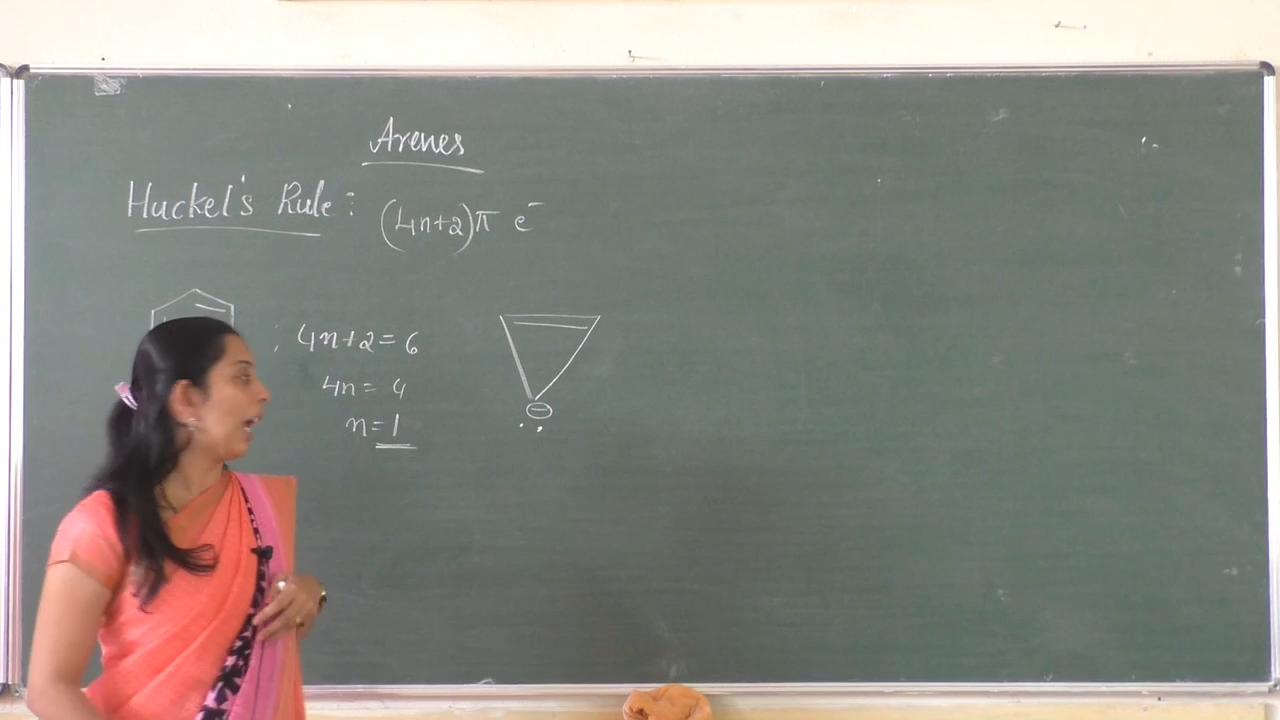 Arenes
Huckel's Rule : (4n+2)π e⁻
; 4n+2 = 6
4n = 4
n = 1
⊖